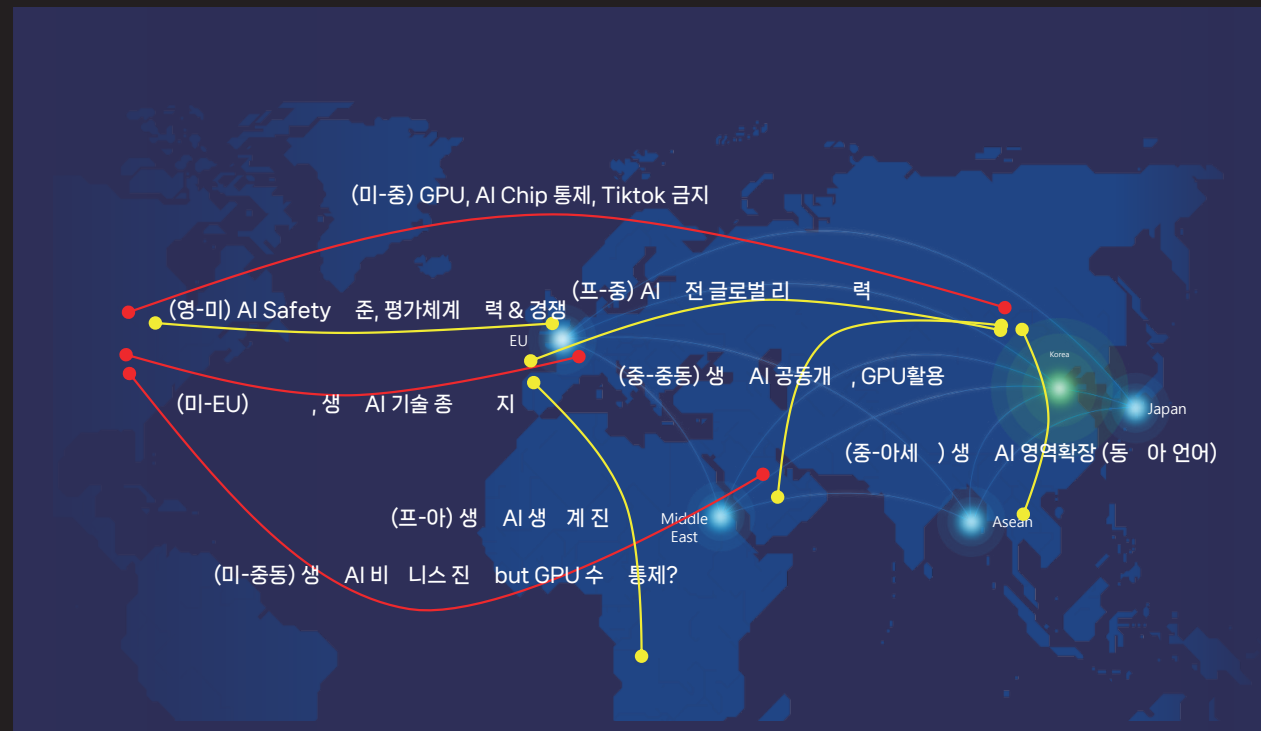 (미-중) GPU, AI Chip 통제, Tiktok 금지
(프-중) AI 전 글로벌 리 력
(영-미) AI Safety 준, 평가체계 력 & 경쟁
EU
Korea
(중-중동) 생 AI 공동개 , GPU활용
(미-EU) , 생 AI 기술 종 지
Japan
(중-아세 ) 생 AI 영역확장 (동 아 언어)
(프-아) 생 AI 생 계 진
Middle
East
Asean
(미-중동) 생 AI 비 니스 진 but GPU 수 통제?